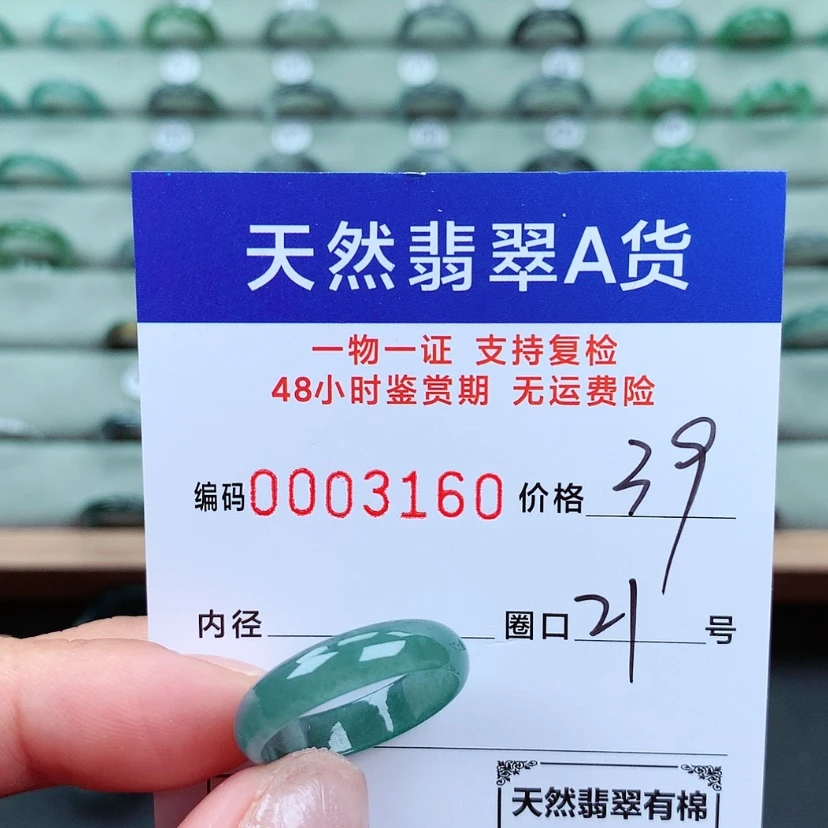 天然翡翠A货
一物一证 支持复检
48小时鉴赏期 无运费险
编码0003160 价格39
内径 圈口21号
天然翡翠有棉